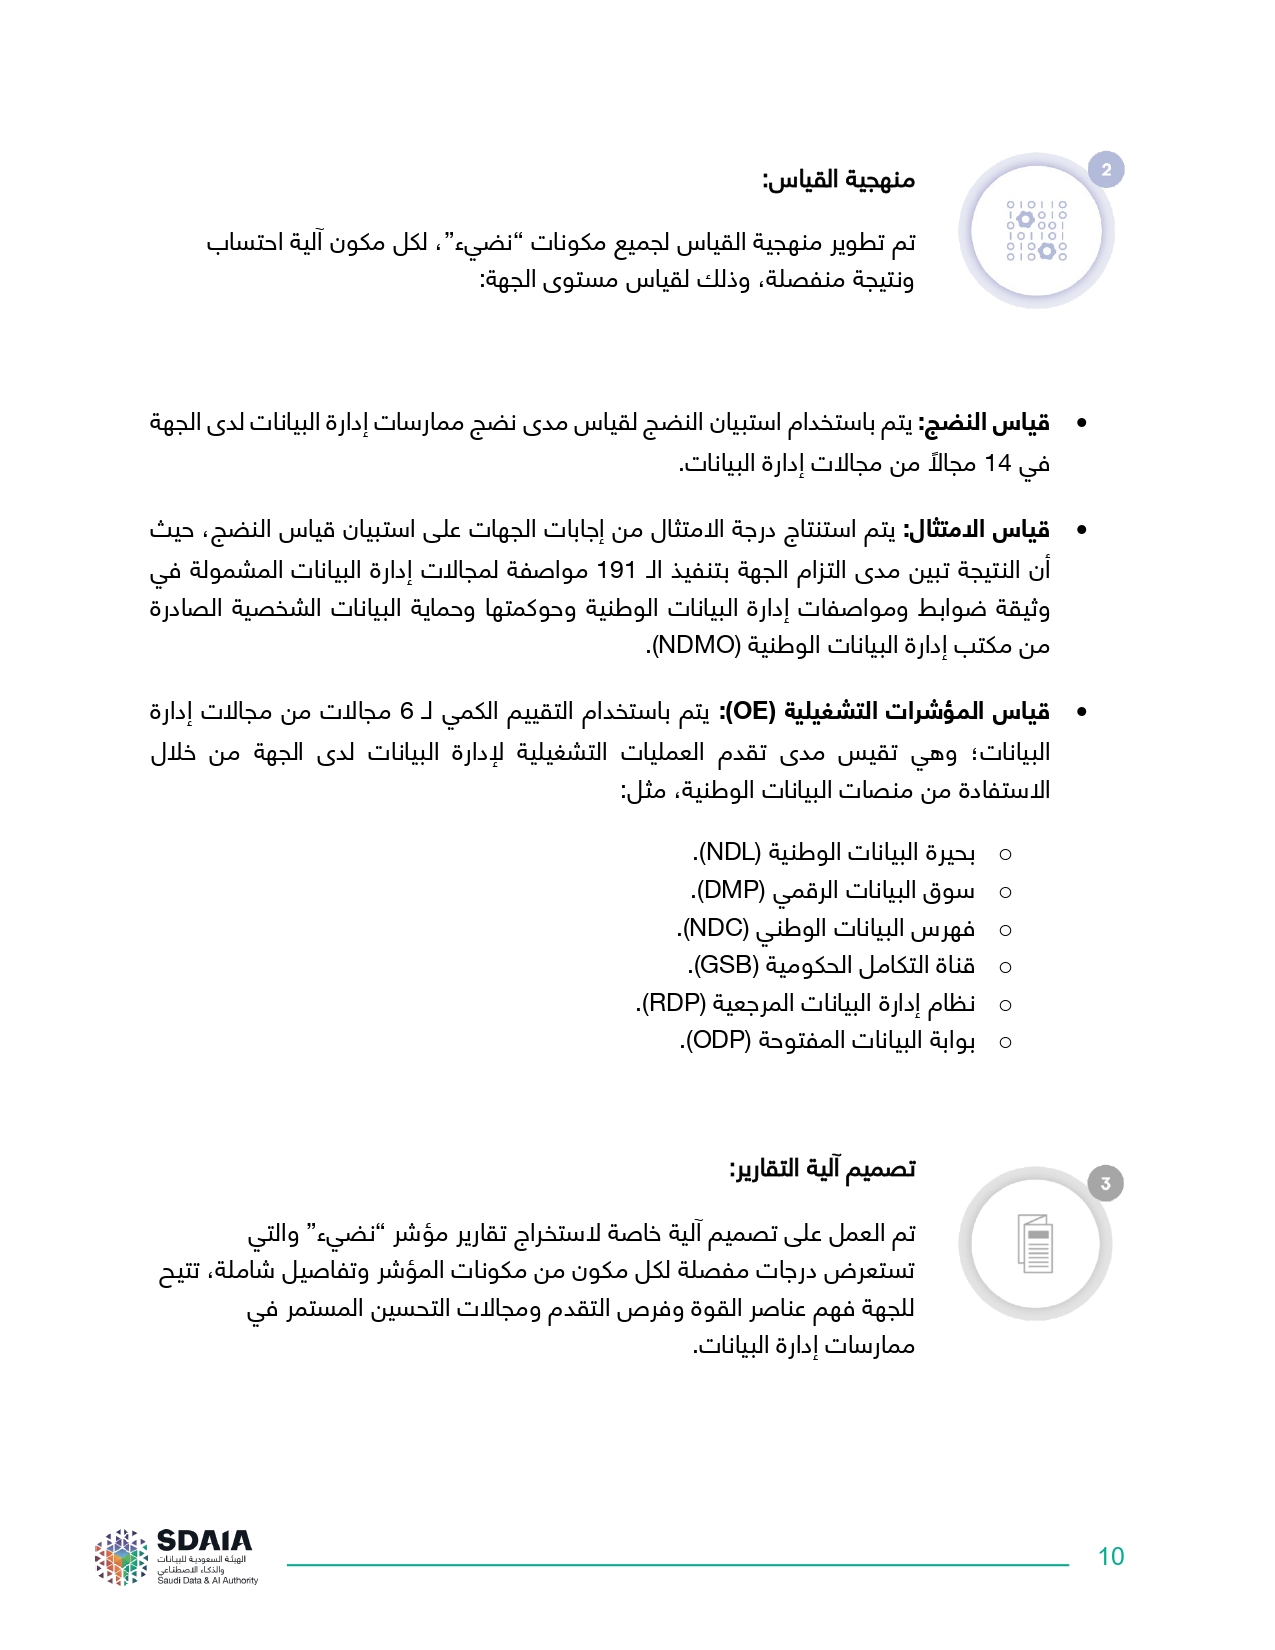 2
منهجية القياس:
تم تطوير منهجية القياس لجميع مكونات “نضيء”، لكل مكون آلية احتساب
ونتيجة منفصلة، وذلك لقياس مستوى الجهة:
• قياس النضج: يتم باستخدام استبيان النضج لقياس مدى نضج ممارسات إدارة البيانات لدى الجهة
في 14 مجالاً من مجالات إدارة البيانات.
• قياس الامتثال: يتم استنتاج درجة الامتثال من إجابات الجهات على استبيان قياس النضج، حيث
أن النتيجة تبين مدى التزام الجهة بتنفيذ الـ 191 مواصفة لمجالات إدارة البيانات المشمولة في
وثيقة ضوابط ومواصفات إدارة البيانات الوطنية وحوكمتها وحماية البيانات الشخصية الصادرة
من مكتب إدارة البيانات الوطنية (NDMO).
• قياس المؤشرات التشغيلية (OE): يتم باستخدام التقييم الكمي لـ 6 مجالات من مجالات إدارة
البيانات؛ وهي تقيس مدى تقدم العمليات التشغيلية لإدارة البيانات لدى الجهة من خلال
الاستفادة من منصات البيانات الوطنية، مثل:
○ بحيرة البيانات الوطنية (NDL).
○ سوق البيانات الرقمي (DMP).
○ فهرس البيانات الوطني (NDC).
○ قناة التكامل الحكومية (GSB).
○ نظام إدارة البيانات المرجعية (RDP).
○ بوابة البيانات المفتوحة (ODP).
3
تصميم آلية التقارير:
تم العمل على تصميم آلية خاصة لاستخراج تقارير مؤشر “نضيء” والتي
تستعرض درجات مفصلة لكل مكون من مكونات المؤشر وتفاصيل شاملة، تتيح
للجهة فهم عناصر القوة وفرص التقدم ومجالات التحسين المستمر في
ممارسات إدارة البيانات.
10
SDAIA
الهيئة السعودية للبيانات
والذكاء الاصطناعي
Saudi Data & AI Authority